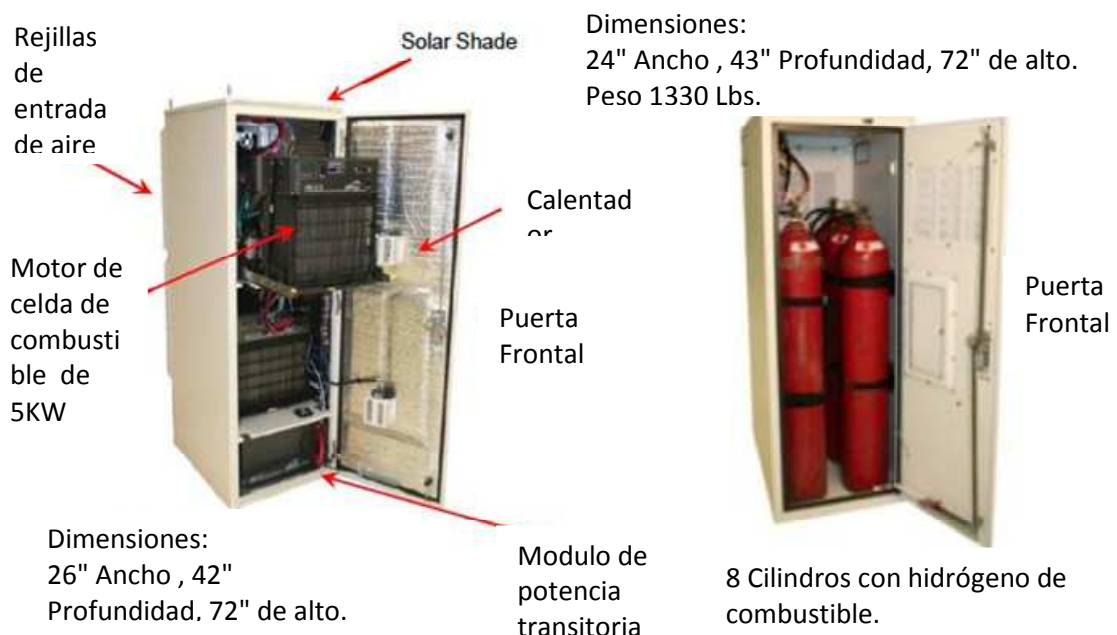 Rejillas
de
entrada
de aire
Solar Shade
Dimensiones:
24" Ancho , 43" Profundidad, 72" de alto.
Peso 1330 Lbs.
Calentad
or
Motor de
celda de
combusti
ble de
5KW
Puerta
Frontal
Puerta
Frontal
Dimensiones:
26" Ancho , 42"
Profundidad, 72" de alto.
Modulo de
potencia
transitoria
8 Cilindros con hidrógeno de
combustible.